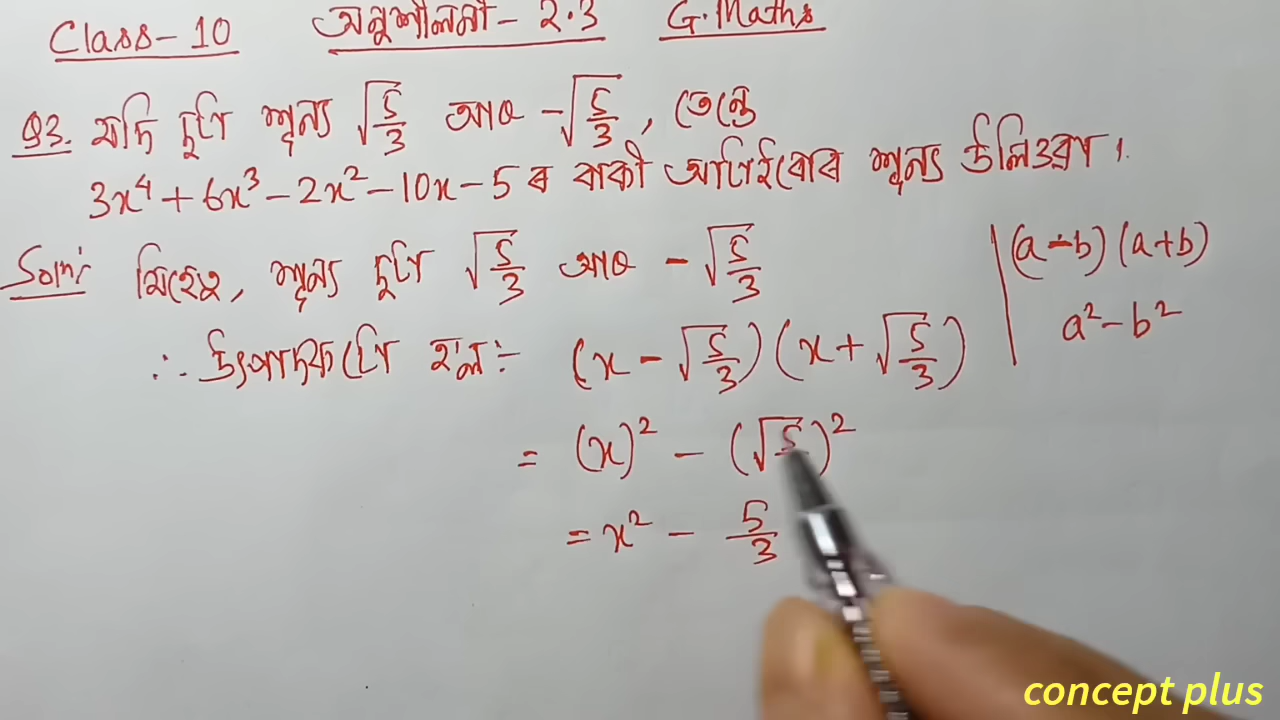 Class-10 অনুশীলনী-2.3 G.Maths
Q3. যদি দুটা শূন্য √5/3 আৰু -√5/3, তেন্তে
3x⁴+6x³-2x²-10x-5 ৰ বাকী আটাইবোৰ শূন্য উলিওৱা।
Solⁿ: যিহেতু, শূন্য দুটা √5/3 আৰু -√5/3
∴ উৎপাদককেইটা হ'ল:- (x-√5/3)(x+√5/3)
(a-b)(a+b)
a²-b²
= (x)² - (√5)²
= x² - 5/3
concept plus